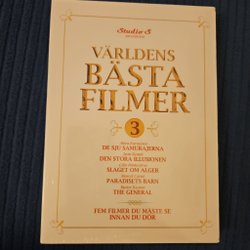 Studio S
VÄRLDENS
BÄSTA
FILMER
3
DE SJU SAMURAJERNA
DEN STORA ILLUSIONEN
SLAGET OM ALGER
PARADISETS BARN
THE GENERAL
FEM FILMER DU MÅSTE SE
INNAN DU DÖR